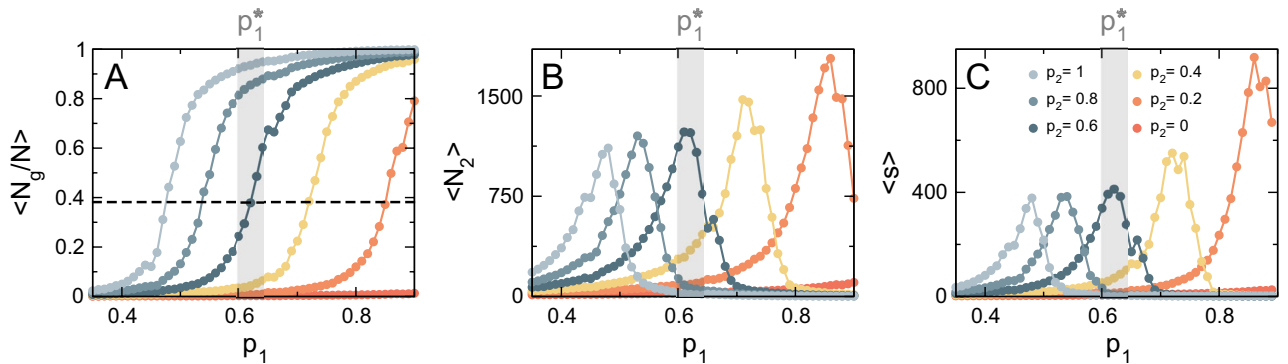 p₁*
A
<N_g/N>
1
0.8
0.6
0.4
0.2
0
0.4
0.6
0.8
p₁
p₁*
B
<N₂>
1500
750
0
0.4
0.6
0.8
p₁
p₁*
C
<s>
800
400
0
p₂= 1
p₂= 0.4
p₂= 0.8
p₂= 0.2
p₂= 0.6
p₂= 0
0.4
0.6
0.8
p₁